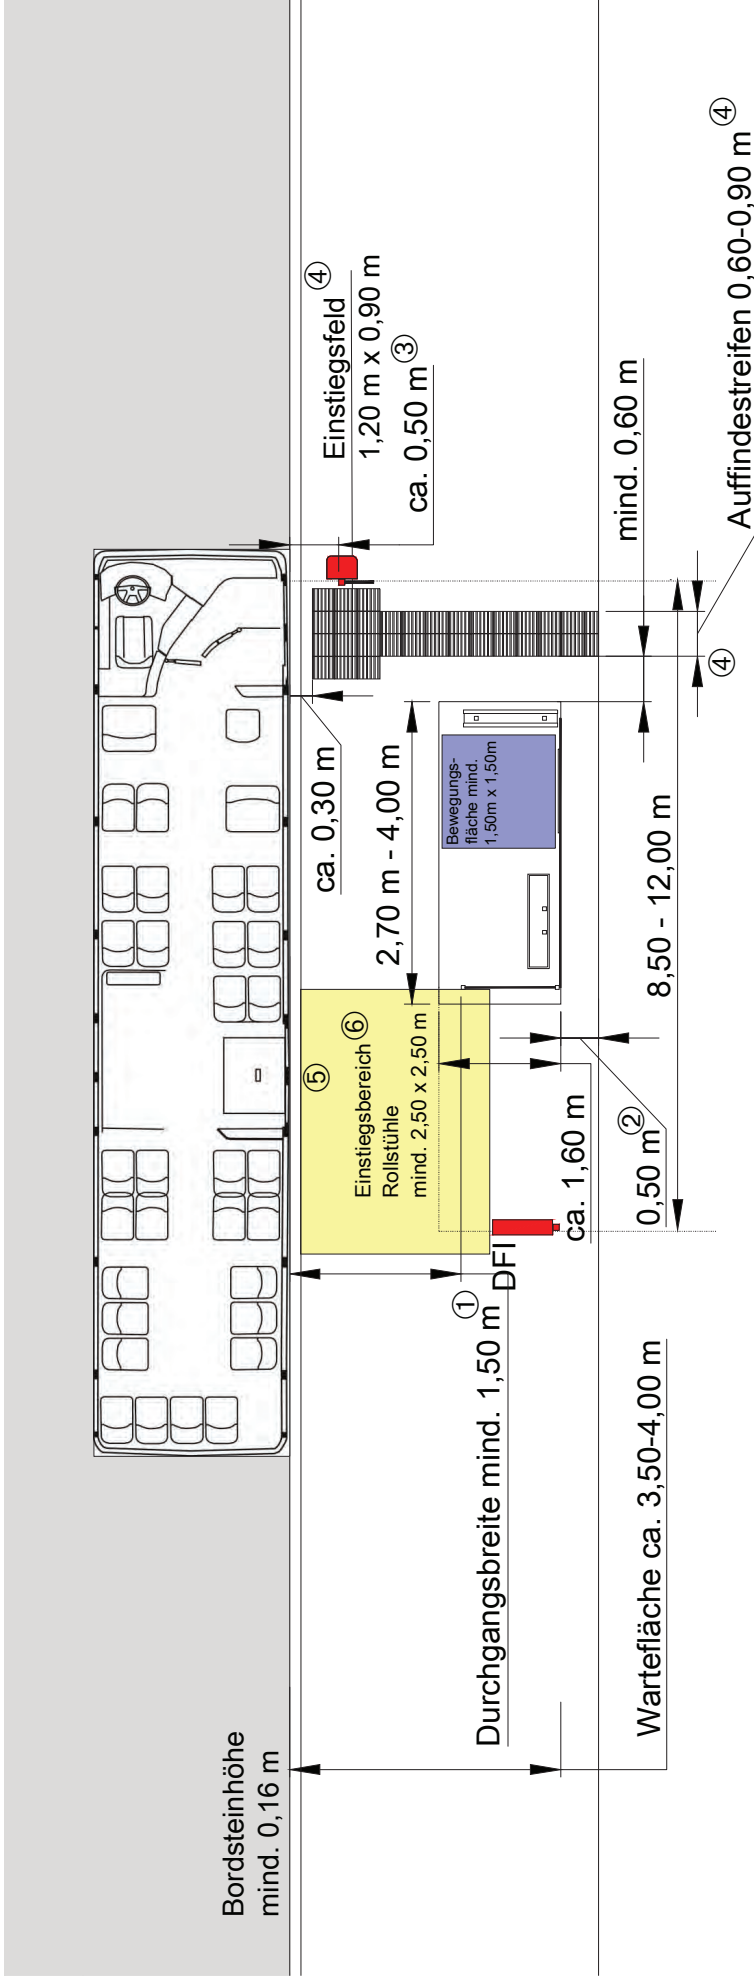 Bordsteinhöhe
mind. 0,16 m
Einstiegsfeld ④
1,20 m x 0,90 m
ca. 0,50 m ③
ca. 0,30 m
2,70 m - 4,00 m
mind. 0,60 m
Auffindestreifen 0,60-0,90 m ④
④
Bewegungs-
fläche mind.
1,50m x 1,50m
⑤
Einstiegsbereich ⑥
Rollstühle
mind. 2,50 x 2,50 m
8,50 - 12,00 m
0,50 m ②
ca. 1,60 m
DFI
Durchgangsbreite mind. 1,50 m ①
Wartefläche ca. 3,50-4,00 m